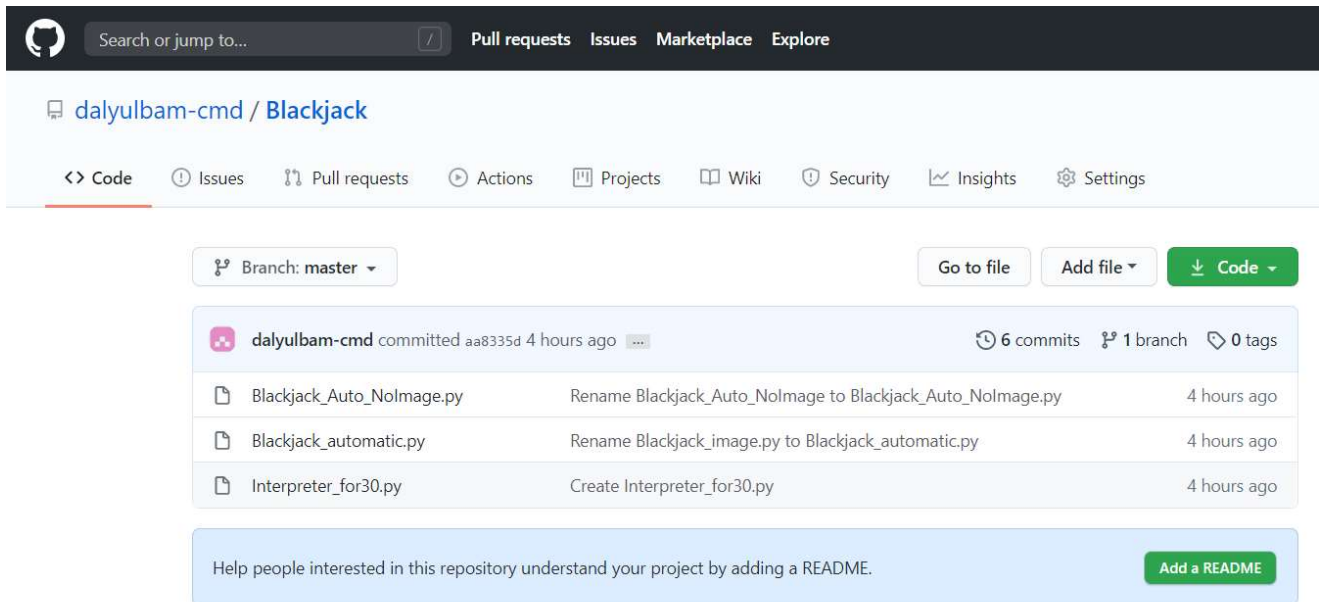 Search or jump to... / Pull requests Issues Marketplace Explore
dalyulbam-cmd / Blackjack
<> Code Issues Pull requests Actions Projects Wiki Security Insights Settings
Branch: master Go to file Add file Code
dalyulbam-cmd committed aa8335d 4 hours ago ... 6 commits 1 branch 0 tags
Blackjack_Auto_NoImage.py Rename Blackjack_Auto_NoImage to Blackjack_Auto_NoImage.py 4 hours ago
Blackjack_automatic.py Rename Blackjack_image.py to Blackjack_automatic.py 4 hours ago
Interpreter_for30.py Create Interpreter_for30.py 4 hours ago
Help people interested in this repository understand your project by adding a README. Add a README